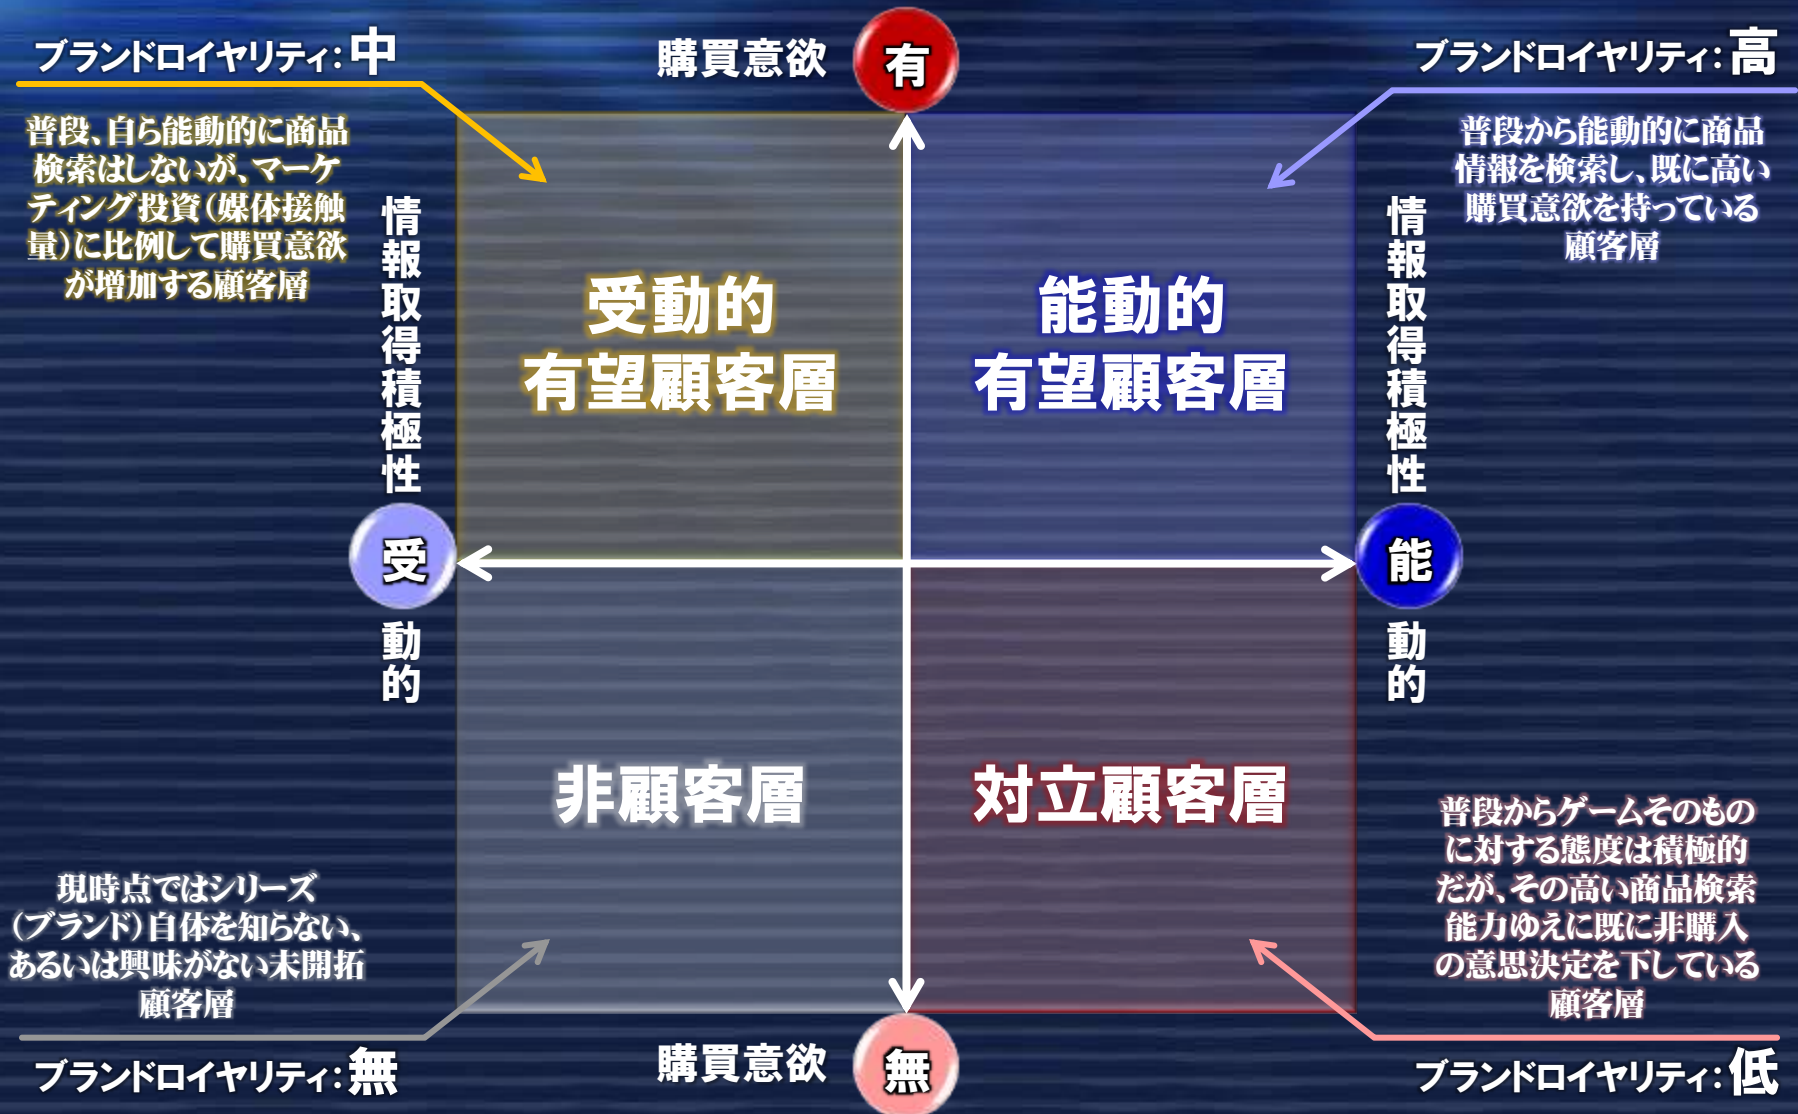 ブランドロイヤリティ：中
購買意欲 有
ブランドロイヤリティ：高
普段、自ら能動的に商品
検索はしないが、マーケ
ティング投資（媒体接触
量）に比例して購買意欲
が増加する顧客層
普段から能動的に商品
情報を検索し、既に高い
購買意欲を持っている
顧客層
情報取得積極性
受
動的
受動的
有望顧客層
能動的
有望顧客層
情報取得積極性
能
動的
非顧客層
対立顧客層
現時点ではシリーズ
（ブランド）自体を知らない、
あるいは興味がない未開拓
顧客層
普段からゲームそのもの
に対する態度は積極的
だが、その高い商品検索
能力ゆえに既に非購入
の意思決定を下している
顧客層
ブランドロイヤリティ：無
購買意欲 無
ブランドロイヤリティ：低